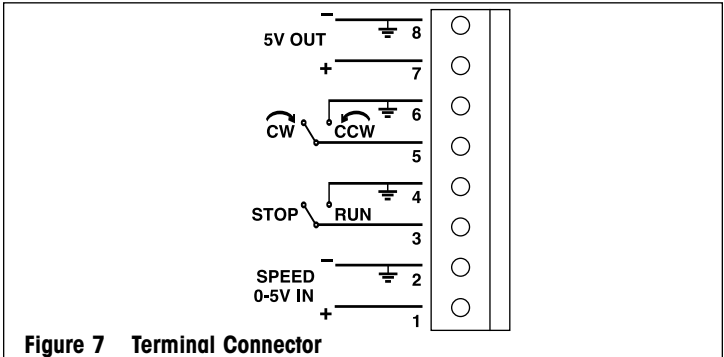 −
5V OUT
8
+
7
6
CW
CCW
5
4
STOP
RUN
3
−
SPEED
2
0-5V IN
+
1
Figure 7 Terminal Connector